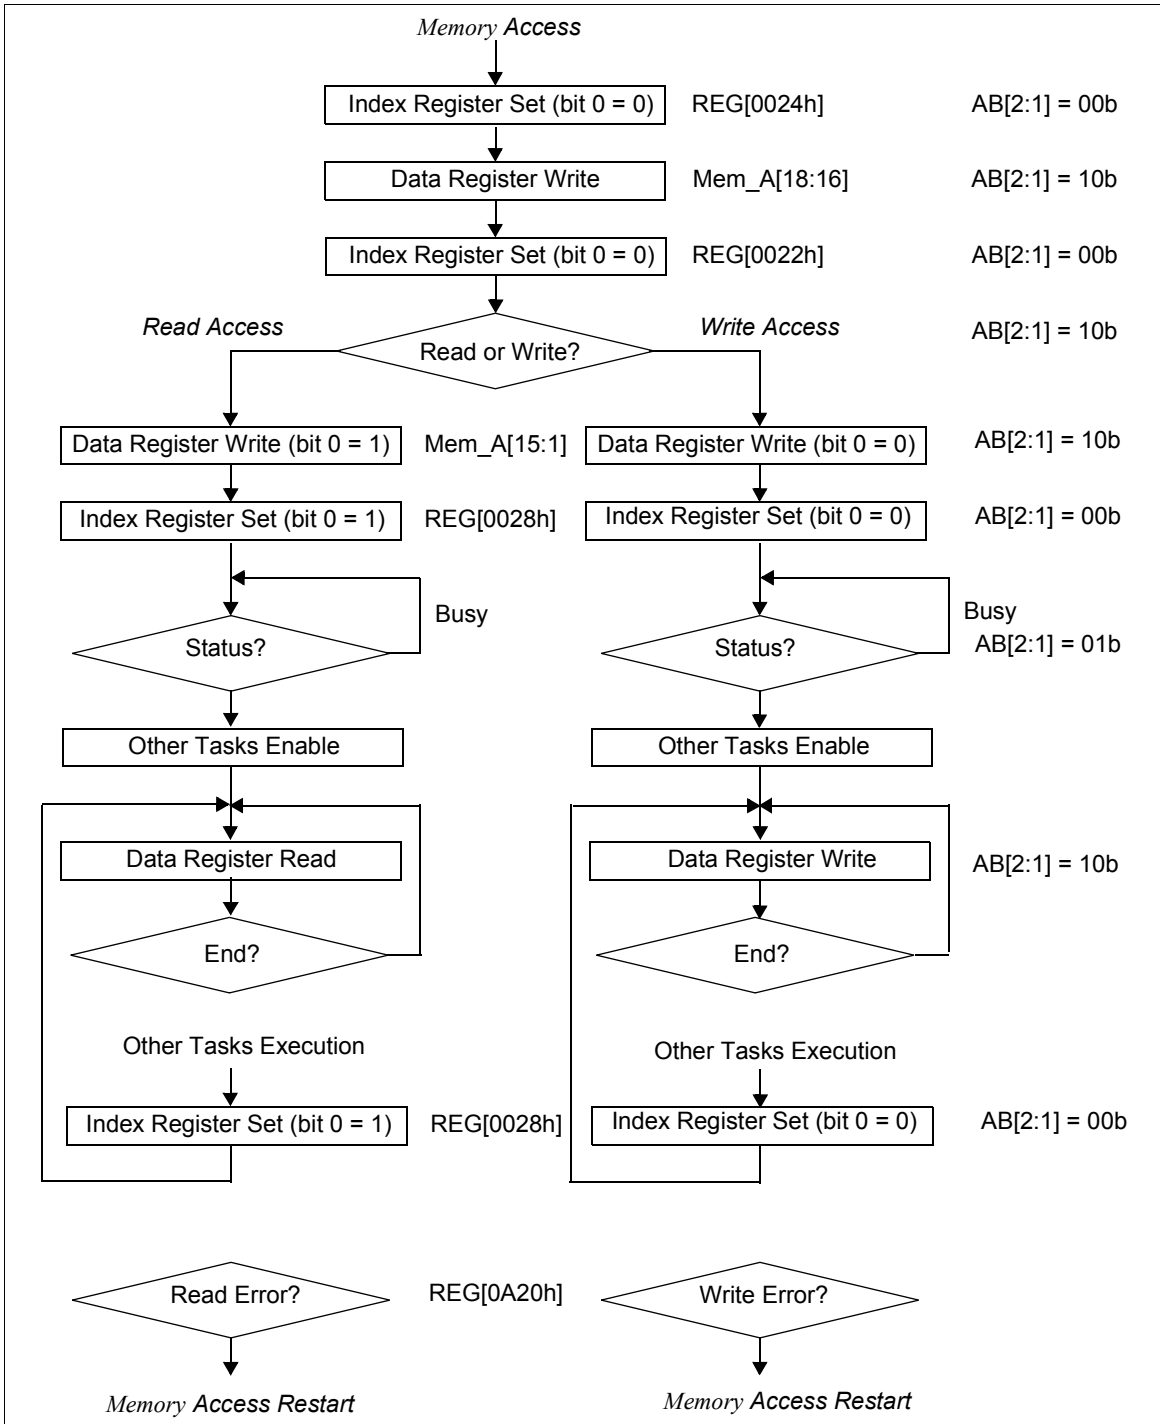 Memory Access
Index Register Set (bit 0 = 0) REG[0024h] AB[2:1] = 00b
Data Register Write Mem_A[18:16] AB[2:1] = 10b
Index Register Set (bit 0 = 0) REG[0022h] AB[2:1] = 00b
Read Access Write Access AB[2:1] = 10b
Read or Write?
Data Register Write (bit 0 = 1) Mem_A[15:1] Data Register Write (bit 0 = 0) AB[2:1] = 10b
Index Register Set (bit 0 = 1) REG[0028h] Index Register Set (bit 0 = 0) AB[2:1] = 00b
Busy Busy
Status? Status? AB[2:1] = 01b
Other Tasks Enable Other Tasks Enable
Data Register Read Data Register Write AB[2:1] = 10b
End? End?
Other Tasks Execution Other Tasks Execution
Index Register Set (bit 0 = 1) REG[0028h] Index Register Set (bit 0 = 0) AB[2:1] = 00b
Read Error? REG[0A20h] Write Error?
Memory Access Restart Memory Access Restart